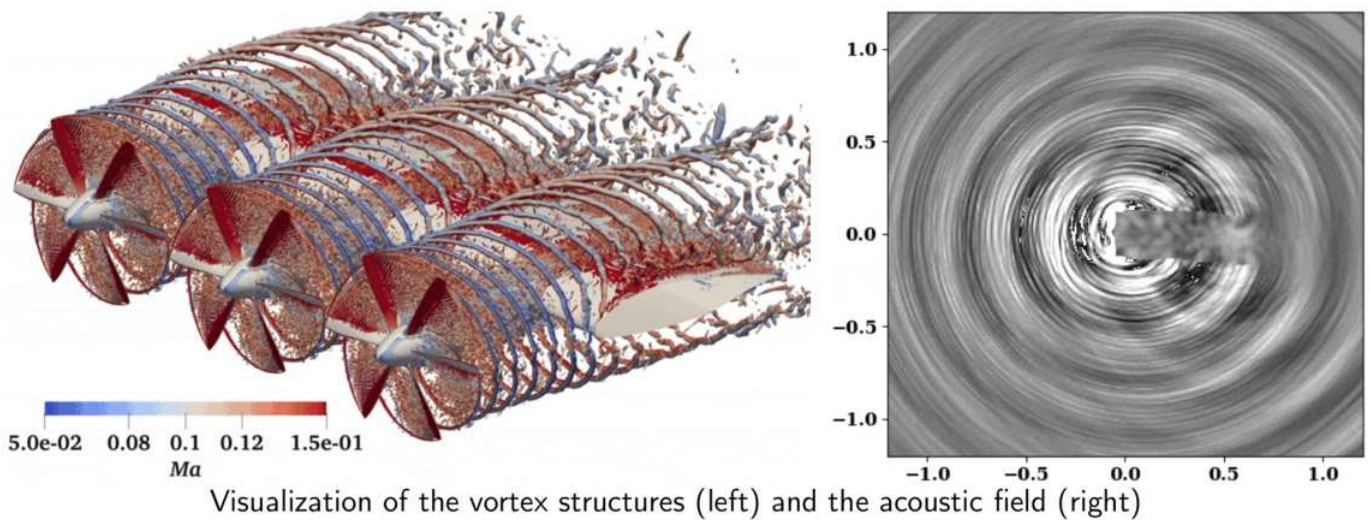 1.0
0.5
0.0
−0.5
−1.0
−1.0 −0.5 0.0 0.5 1.0
5.0e-02 0.08 0.1 0.12 1.5e-01
Ma
Visualization of the vortex structures (left) and the acoustic field (right)